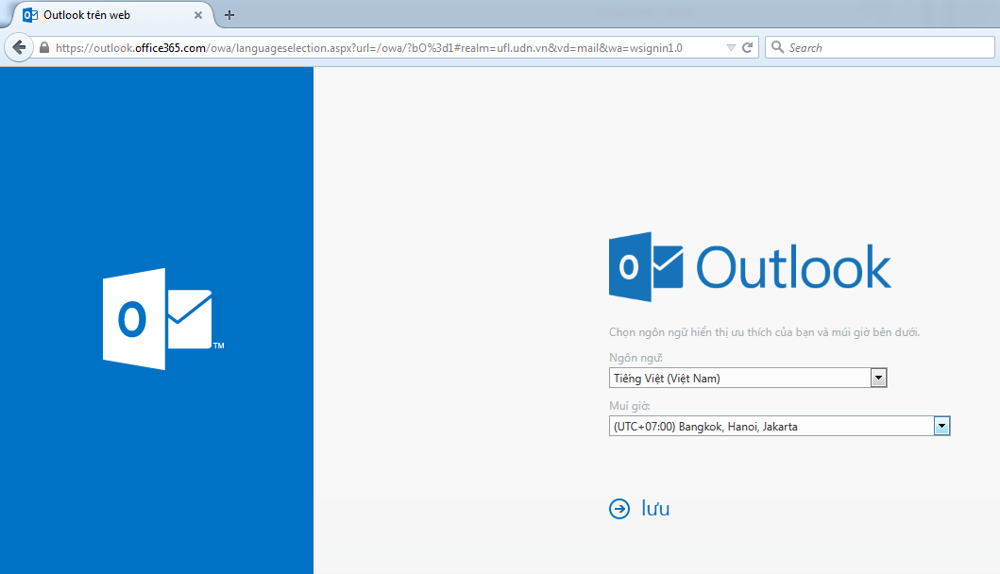 Outlook trên web
https://outlook.office365.com/owa/languageselection.aspx?url=/owa/?bO%3d1#realm=ufl.udn.vn&vd=mail&wa=wsignin1.0
Search
O
TM
O
Outlook
Chọn ngôn ngữ hiển thị ưu thích của bạn và múi giờ bên dưới.
Ngôn ngữ:
Tiếng Việt (Việt Nam)
Muí giờ:
(UTC+07:00) Bangkok, Hanoi, Jakarta
lưu